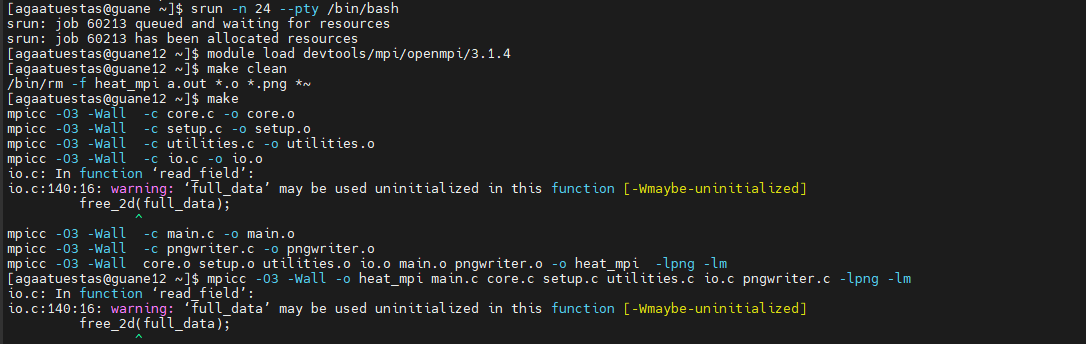 [agaatuestas@guane ~]$ srun -n 24 --pty /bin/bash
srun: job 60213 queued and waiting for resources
srun: job 60213 has been allocated resources
[agaatuestas@guane12 ~]$ module load devtools/mpi/openmpi/3.1.4
[agaatuestas@guane12 ~]$ make clean
/bin/rm -f heat_mpi a.out *.o *.png *~
[agaatuestas@guane12 ~]$ make
mpicc -O3 -Wall  -c core.c -o core.o
mpicc -O3 -Wall  -c setup.c -o setup.o
mpicc -O3 -Wall  -c utilities.c -o utilities.o
mpicc -O3 -Wall  -c io.c -o io.o
io.c: In function ‘read_field’:
io.c:140:16: warning: ‘full_data’ may be used uninitialized in this function [-Wmaybe-uninitialized]
         free_2d(full_data);
                ^
mpicc -O3 -Wall  -c main.c -o main.o
mpicc -O3 -Wall  -c pngwriter.c -o pngwriter.o
mpicc -O3 -Wall  core.o setup.o utilities.o io.o main.o pngwriter.o -o heat_mpi  -lpng -lm
[agaatuestas@guane12 ~]$ mpicc -O3 -Wall -o heat_mpi main.c core.c setup.c utilities.c io.c pngwriter.c -lpng -lm
io.c: In function ‘read_field’:
io.c:140:16: warning: ‘full_data’ may be used uninitialized in this function [-Wmaybe-uninitialized]
         free_2d(full_data);
                ^